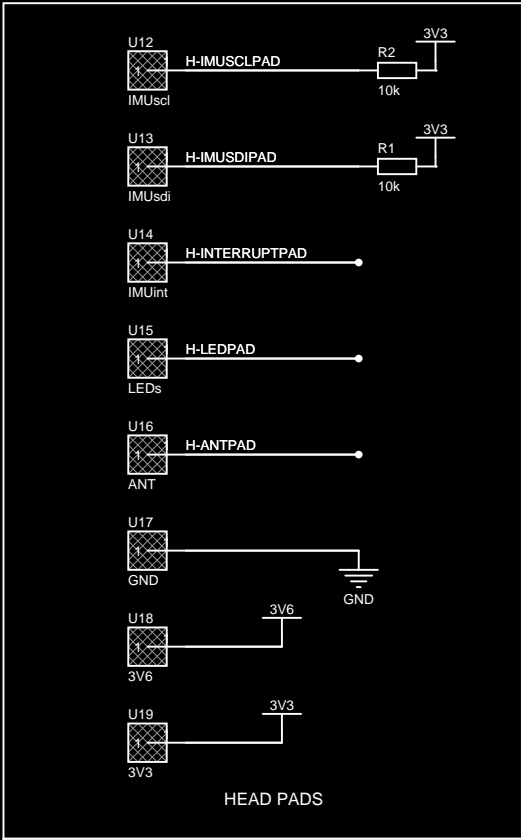 U12
1
H-IMUSCLPAD
R2
10k
3V3
IMUscl
U13
1
H-IMUSDIPAD
R1
10k
3V3
IMUsdi
U14
1
H-INTERRUPTPAD
IMUint
U15
1
H-LEDPAD
LEDs
U16
1
H-ANTPAD
ANT
U17
1
GND
GND
U18
1
3V6
3V6
U19
1
3V3
3V3
HEAD PADS